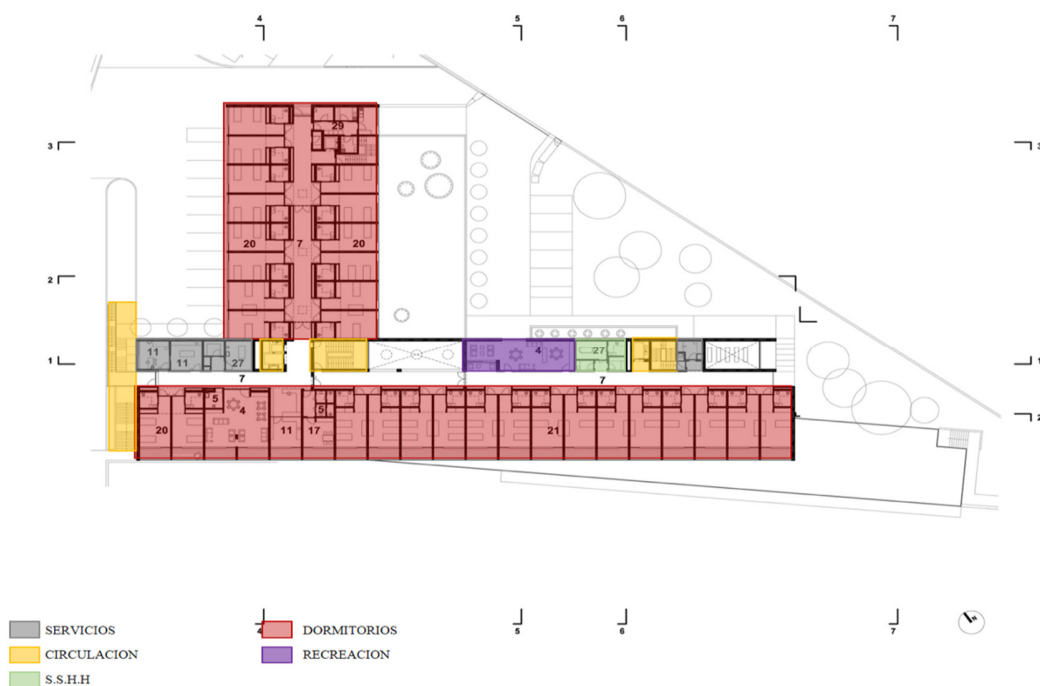 4 5 6 7
3 3
29
20 7 20
2
1 11 11 27 4 27 1
7 7
2
5 5
20 4 11 17 21
4 5 6 7
N
SERVICIOS DORMITORIOS
CIRCULACION RECREACION
S.S.H.H